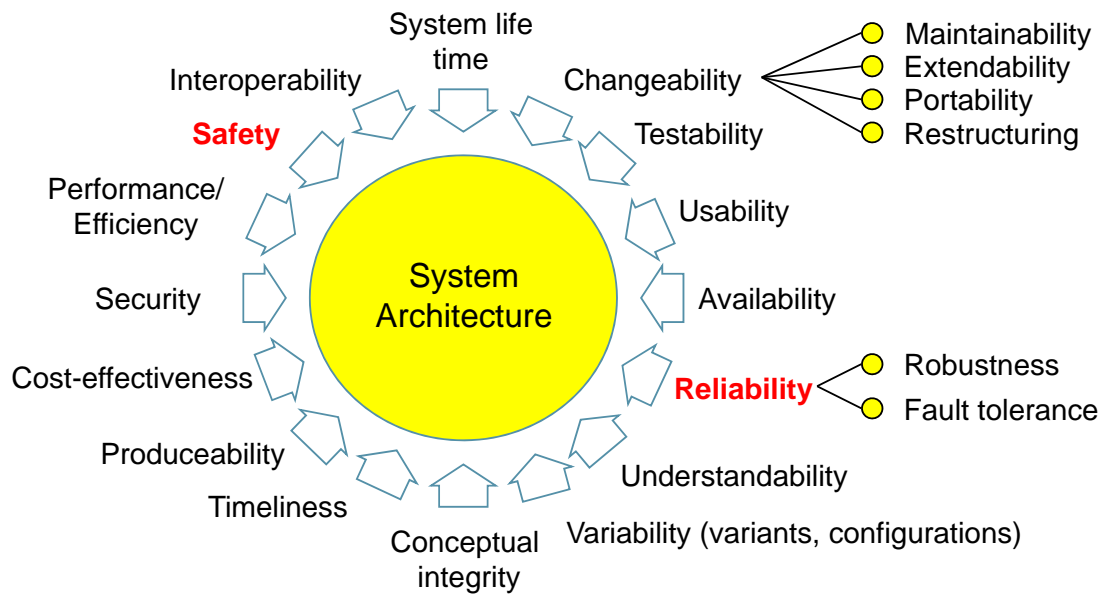 System life
time
Interoperability
Changeability
Maintainability
Extendability
Portability
Restructuring
Safety
Testability
Performance/
Efficiency
Usability
System
Architecture
Security
Availability
Cost-effectiveness
Reliability
Robustness
Fault tolerance
Produceability
Understandability
Timeliness
Conceptual
integrity
Variability (variants, configurations)